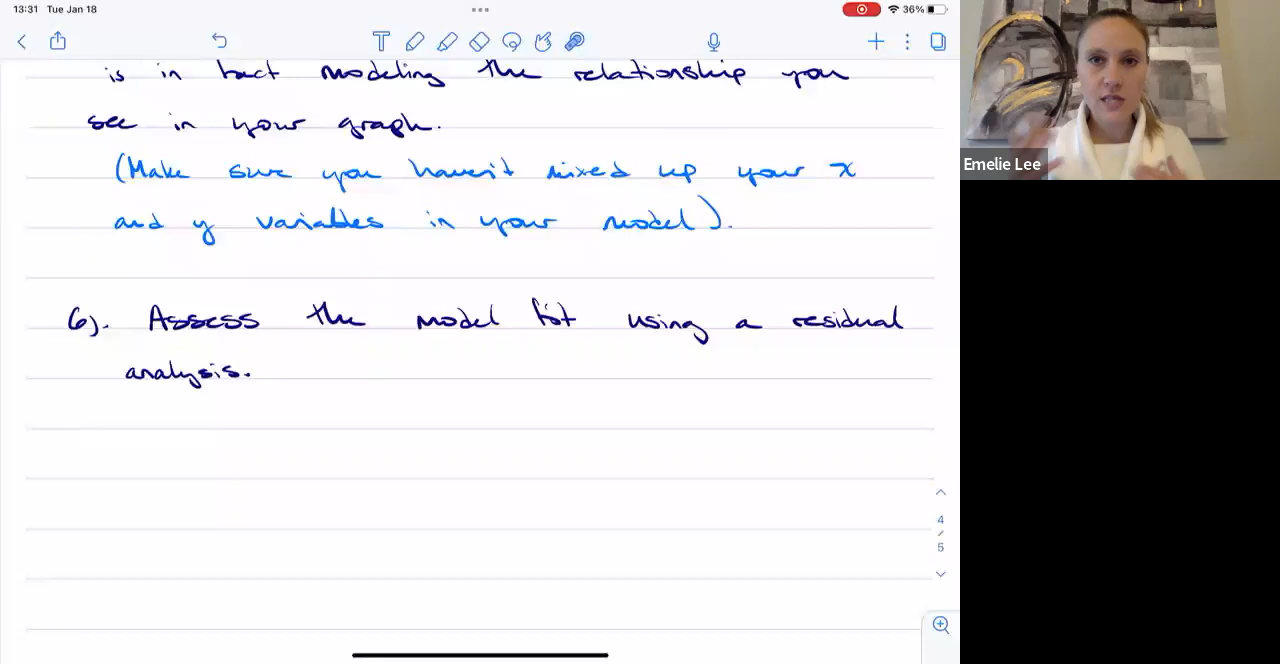 13:31 Tue Jan 18
36%
is in fact modeling the relationship you
see in your graph.
(Make sure you haven't mixed up your x
and y variables in your model).
6). Assess the model fit using a residual
analysis.
4
/
5
Emelie Lee